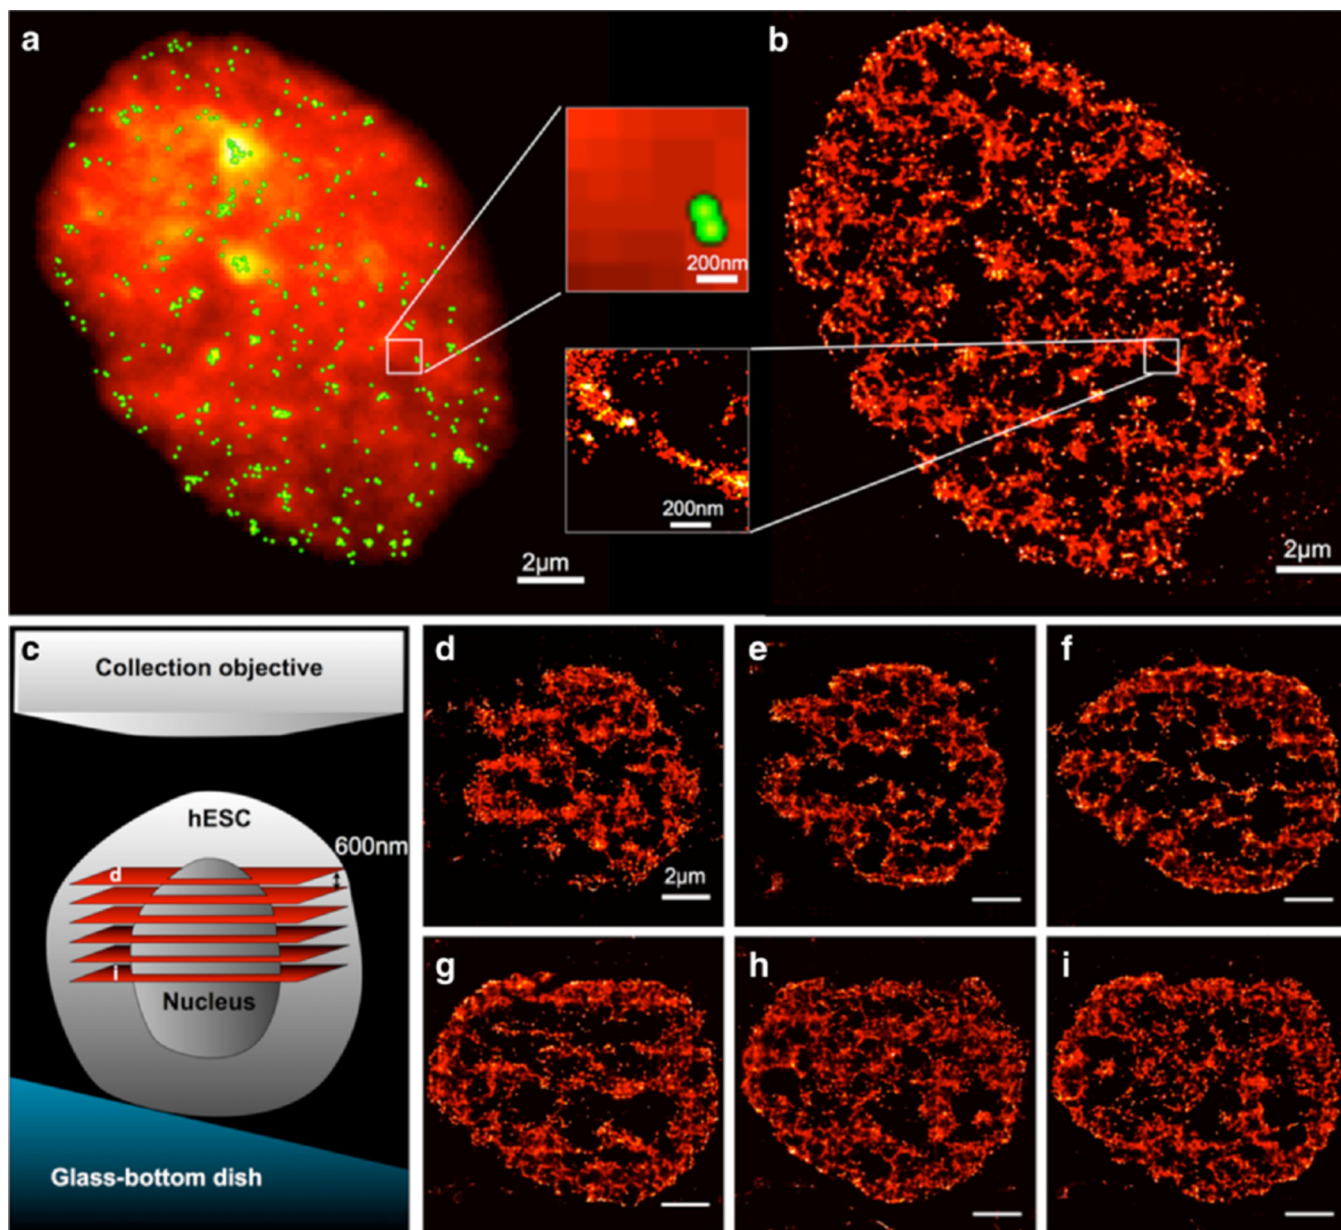 a
b
200nm
200nm
2µm
2µm
c
Collection objective
hESC
600nm
d
i
Nucleus
Glass-bottom dish
d
2µm
e
f
g
h
i